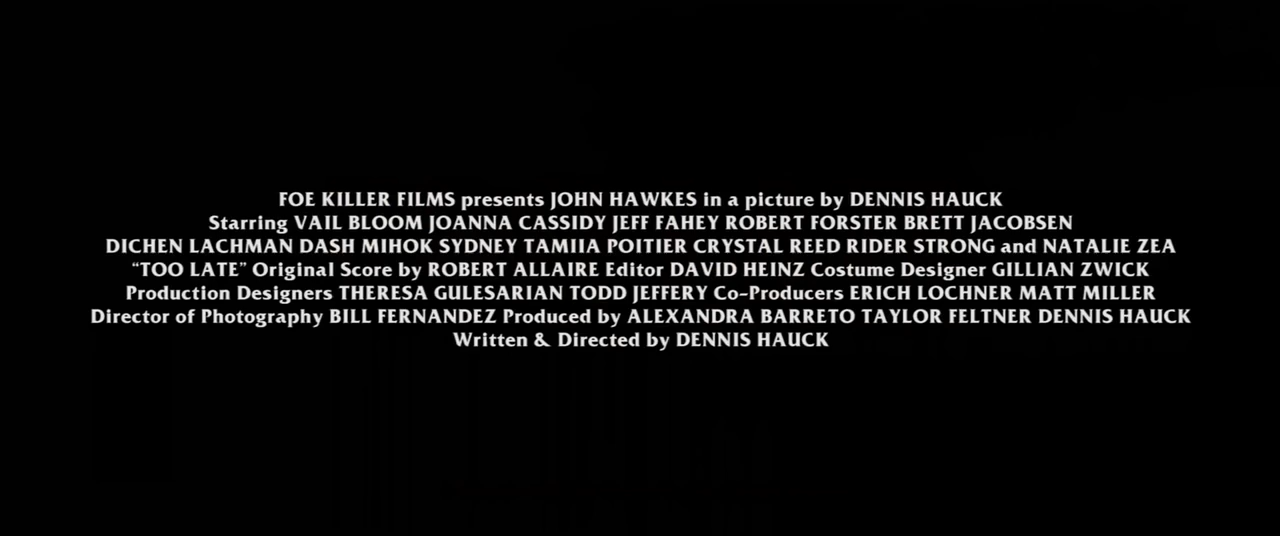 FOE KILLER FILMS presents JOHN HAWKES in a picture by DENNIS HAUCK
Starring VAIL BLOOM JOANNA CASSIDY JEFF FAHEY ROBERT FORSTER BRETT JACOBSEN
DICHEN LACHMAN DASH MIHOK SYDNEY TAMIIA POITIER CRYSTAL REED RIDER STRONG and NATALIE ZEA
“TOO LATE” Original Score by ROBERT ALLAIRE Editor DAVID HEINZ Costume Designer GILLIAN ZWICK
Production Designers THERESA GULESARIAN TODD JEFFERY Co-Producers ERICH LOCHNER MATT MILLER
Director of Photography BILL FERNANDEZ Produced by ALEXANDRA BARRETO TAYLOR FELTNER DENNIS HAUCK
Written & Directed by DENNIS HAUCK